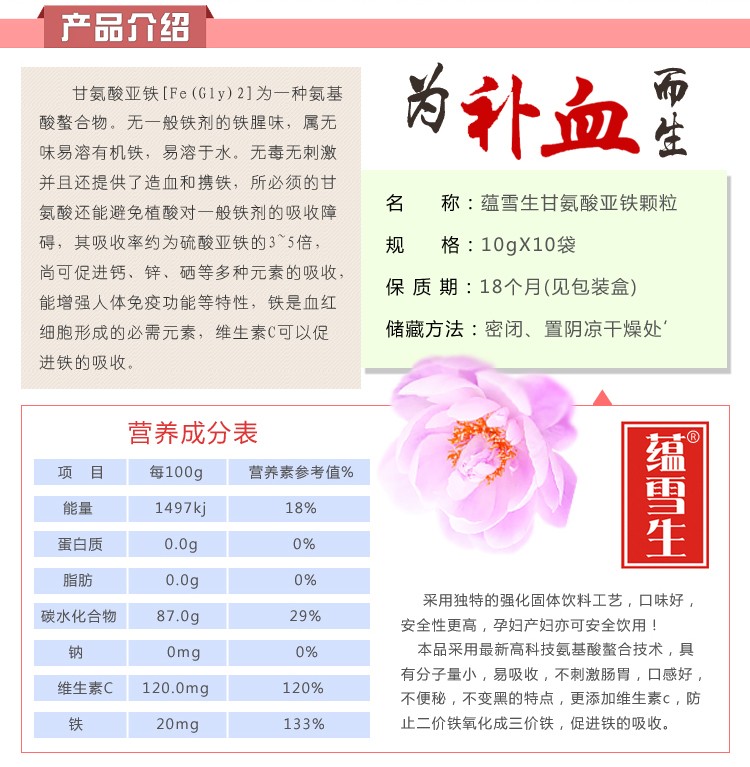 产品介绍
甘氨酸亚铁[Fe(Gly)2]为一种氨基
酸螯合物。无一般铁剂的铁腥味，属无
味易溶有机铁，易溶于水。无毒无刺激
并且还提供了造血和携铁，所必须的甘
氨酸还能避免植酸对一般铁剂的吸收障
碍，其吸收率约为硫酸亚铁的3~5倍，
尚可促进钙、锌、硒等多种元素的吸收，
能增强人体免疫功能等特性，铁是血红
细胞形成的必需元素，维生素C可以促
进铁的吸收。
为补血而生
名 称：蕴雪生甘氨酸亚铁颗粒
规 格：10gX10袋
保 质 期：18个月(见包装盒)
储藏方法：密闭、置阴凉干燥处′
营养成分表
项 目 每100g 营养素参考值%
能量 1497kj 18%
蛋白质 0.0g 0%
脂肪 0.0g 0%
碳水化合物 87.0g 29%
钠 0mg 0%
维生素C 120.0mg 120%
铁 20mg 133%
蕴雪生®
采用独特的强化固体饮料工艺，口味好，
安全性更高，孕妇产妇亦可安全饮用！
本品采用最新高科技氨基酸螯合技术，具
有分子量小，易吸收，不刺激肠胃，口感好，
不便秘，不变黑的特点，更添加维生素c，防
止二价铁氧化成三价铁，促进铁的吸收。